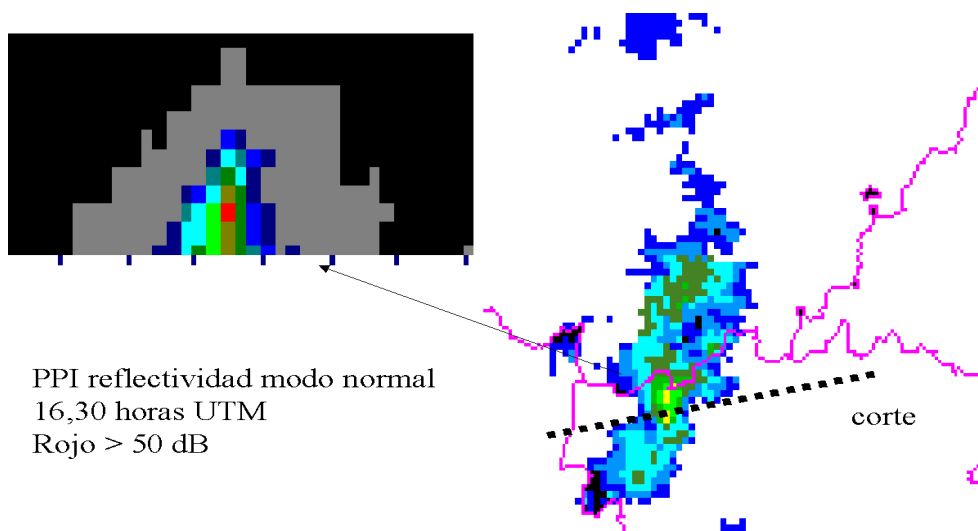 PPI reflectividad modo normal
16,30 horas UTM
Rojo > 50 dB
corte